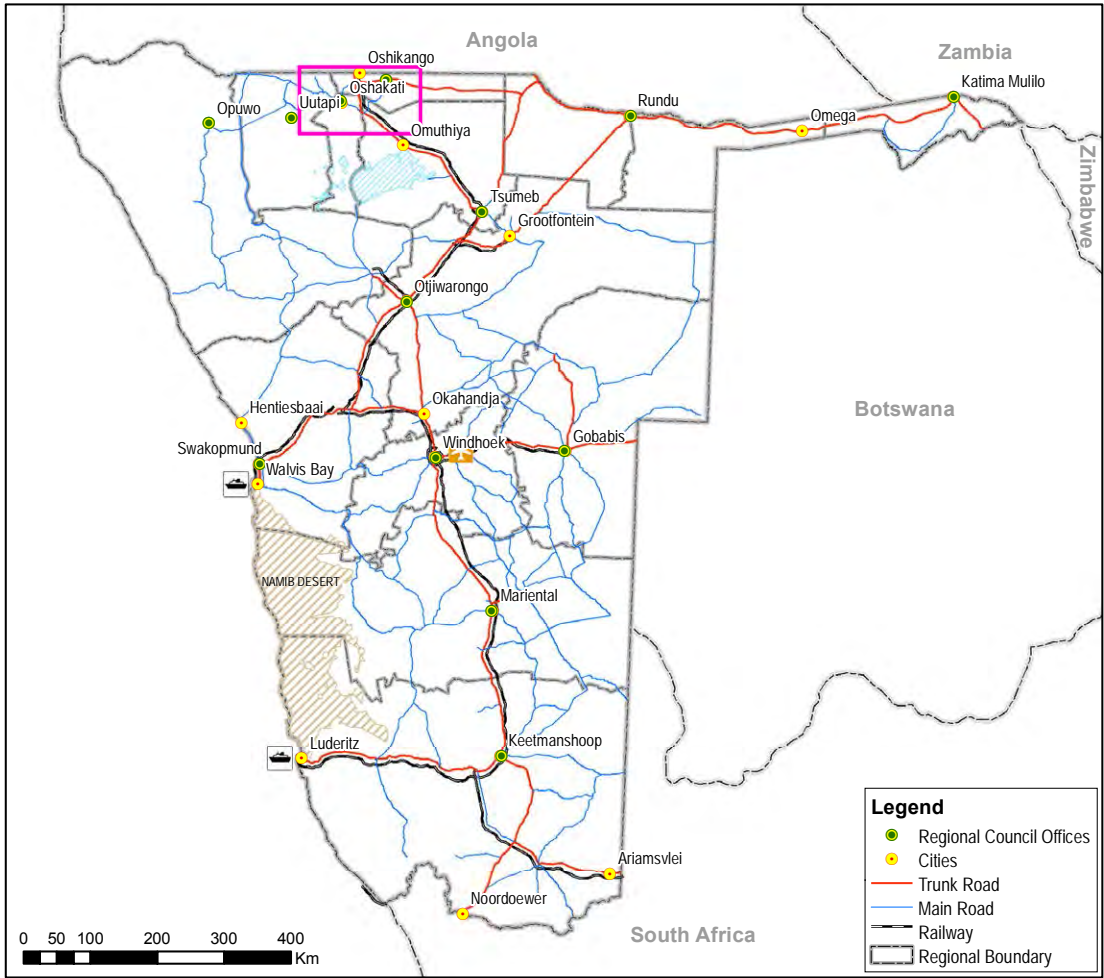 Angola
Oshikango
Zambia
Katima Mulilo
Oshakati
Uutapi
Opuwo
Rundu
Omega
Omuthiya
Zimbabwe
Tsumeb
Grootfontein
Otjiwarongo
Okahandja
Hentiesbaai
Botswana
Windhoek
Gobabis
Swakopmund
Walvis Bay
NAMIB DESERT
Mariental
Luderitz
Keetmanshoop
Ariamsvlei
Noordoewer
South Africa
Legend
Regional Council Offices
Cities
Trunk Road
Main Road
Railway
Regional Boundary
0 50 100 200 300 400
Km